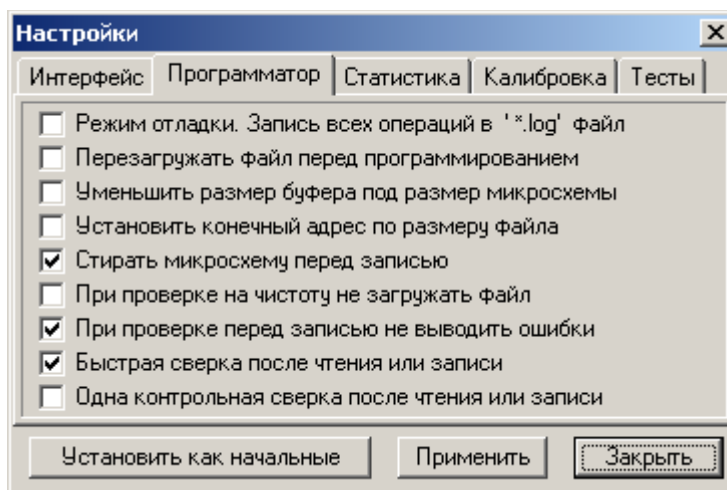 Настройки
Интерфейс Программатор Статистика Калибровка Тесты
Режим отладки. Запись всех операций в '*.log' файл
Перезагружать файл перед программированием
Уменьшить размер буфера под размер микросхемы
Установить конечный адрес по размеру файла
Стирать микросхему перед записью
При проверке на чистоту не загружать файл
При проверке перед записью не выводить ошибки
Быстрая сверка после чтения или записи
Одна контрольная сверка после чтения или записи
Установить как начальные Применить Закрыть